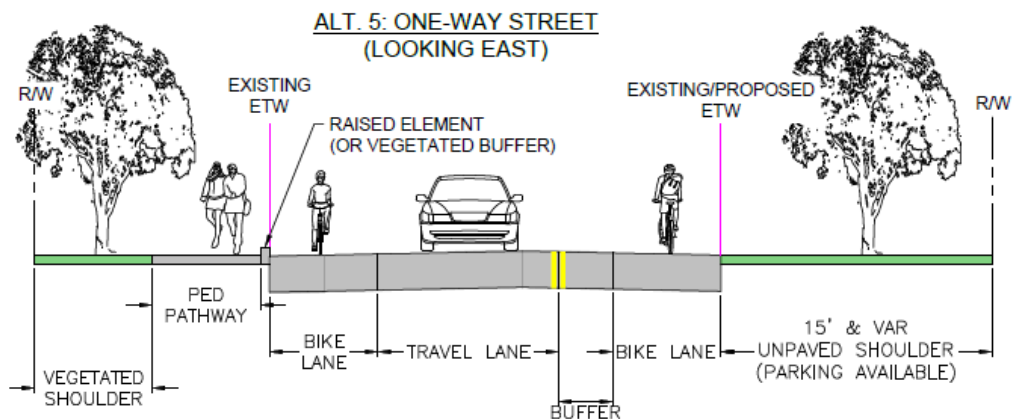 ALT. 5: ONE-WAY STREET
(LOOKING EAST)
R/W
EXISTING
ETW
RAISED ELEMENT
(OR VEGETATED BUFFER)
EXISTING/PROPOSED
ETW
R/W
PED
PATHWAY
BIKE
LANE
TRAVEL LANE
BIKE LANE
15' & VAR
UNPAVED SHOULDER
(PARKING AVAILABLE)
VEGETATED
SHOULDER
BUFFER